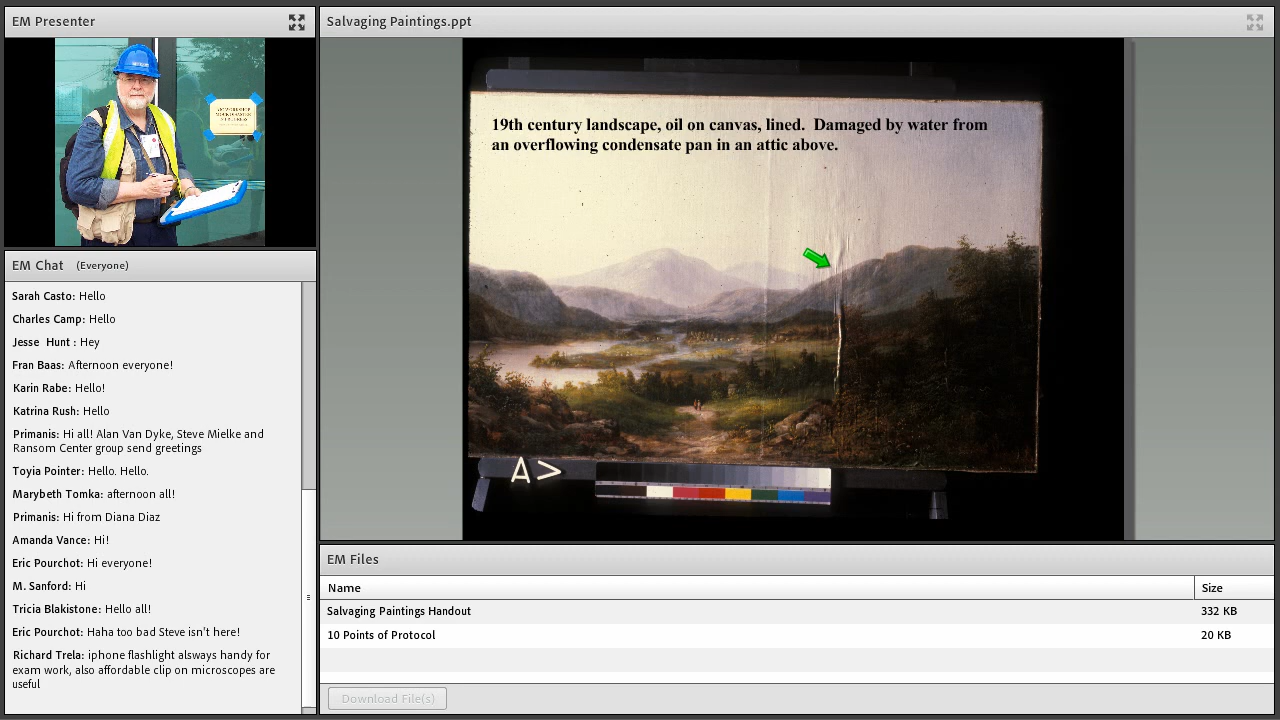 EM Presenter
EM Chat (Everyone)
Sarah Casto: Hello
Charles Camp: Hello
Jesse Hunt : Hey
Fran Baas: Afternoon everyone!
Karin Rabe: Hello!
Katrina Rush: Hello
Primanis: Hi all! Alan Van Dyke, Steve Mielke and
Ransom Center group send greetings
Toyia Pointer: Hello. Hello.
Marybeth Tomka: afternoon all!
Primanis: Hi from Diana Diaz
Amanda Vance: Hi!
Eric Pourchot: Hi everyone!
M. Sanford: Hi
Tricia Blakistone: Hello all!
Eric Pourchot: Haha too bad Steve isn't here!
Richard Trela: iphone flashlight alsways handy for
exam work, also affordable clip on microscopes are
useful
Salvaging Paintings.ppt
19th century landscape, oil on canvas, lined. Damaged by water from
an overflowing condensate pan in an attic above.
A>
EM Files
Name Size
Salvaging Paintings Handout 332 KB
10 Points of Protocol 20 KB
Download File(s)